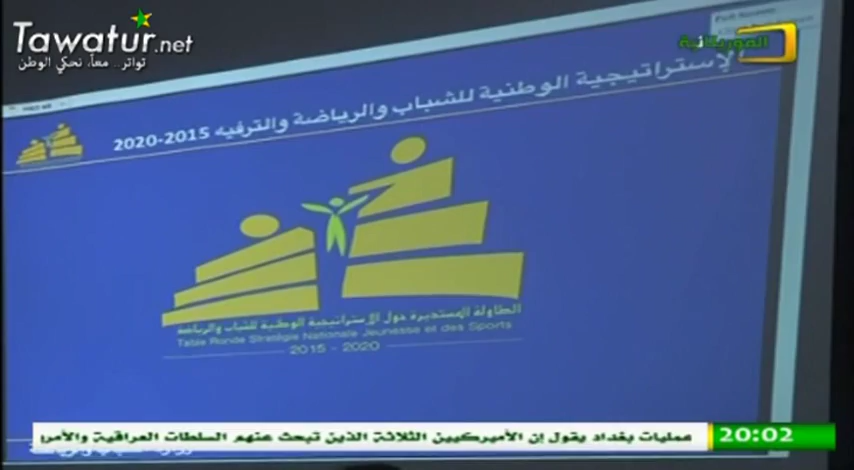 Tawatur.net
تواتر.. معاً، نحكي الوطن
الموريتانية
الإستراتيجية الوطنية للشباب والرياضة والترفيه 2015-2020
الطاولة المستديرة حول الإستراتيجية الوطنية للشباب والرياضة
Table Ronde Stratégie Nationale Jeunesse et des Sports
2015 - 2020
عمليات بغداد يقول إن الأميركيين الثلاثة الذين تبحث عنهم السلطات العراقية والأمر
20:02